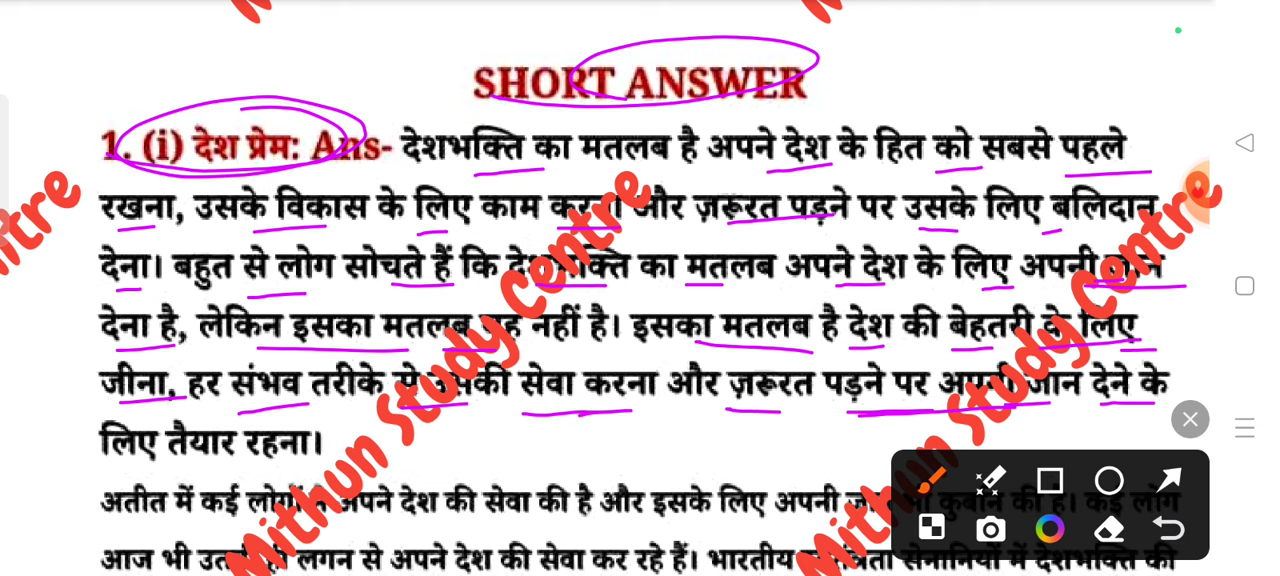 SHORT ANSWER
1. (i) देश प्रेम: Ans- देशभक्ति का मतलब है अपने देश के हित को सबसे पहले
रखना, उसके विकास के लिए काम करना और ज़रूरत पड़ने पर उसके लिए बलिदान
देना। बहुत से लोग सोचते हैं कि देशभक्ति का मतलब अपने देश के लिए अपनी जान
देना है, लेकिन इसका मतलब यह नहीं है। इसका मतलब है देश की बेहतरी के लिए
जीना, हर संभव तरीके से उसकी सेवा करना और ज़रूरत पड़ने पर अपनी जान देने के
लिए तैयार रहना।
अतीत में कई लोगों ने अपने देश की सेवा की है और इसके लिए अपनी जान भी कुर्बान की है। कई लोग
आज भी उतनी ही लगन से अपने देश की सेवा कर रहे हैं। भारतीय स्वतंत्रता सेनानियों में देशभक्ति की
Mithun Study Centre
Mithun Study Centre